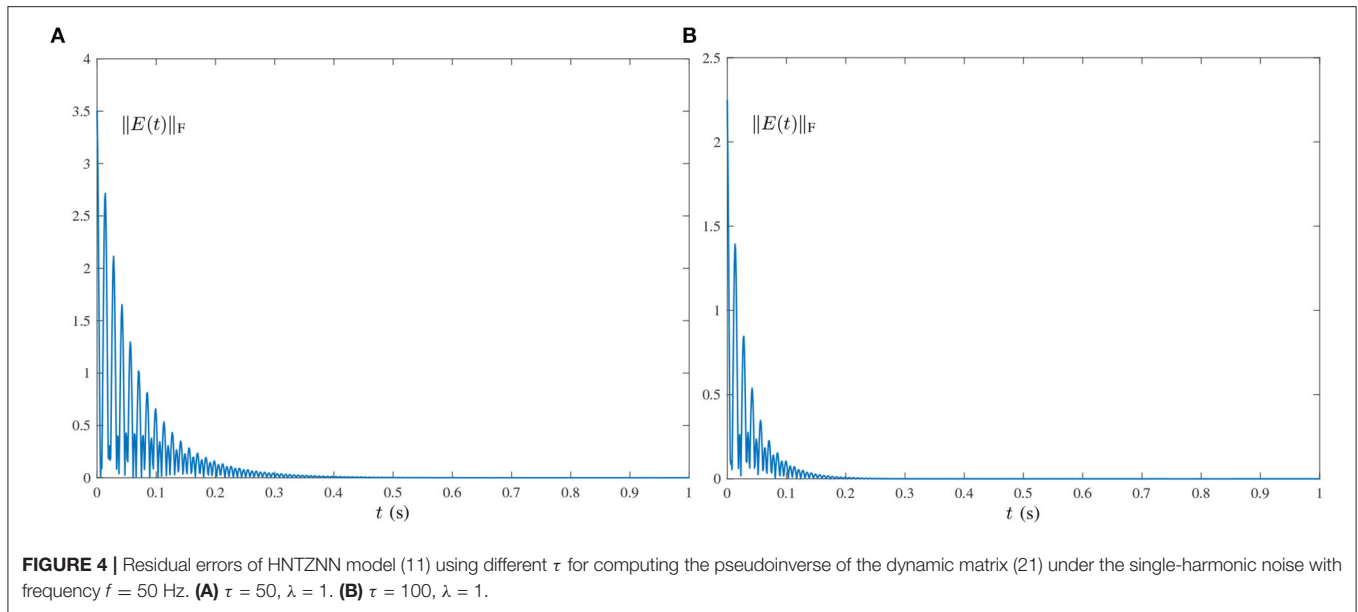 A
4
3.5
3
2.5
2
1.5
1
0.5
0
‖E(t)‖F
0 0.1 0.2 0.3 0.4 0.5 0.6 0.7 0.8 0.9 1
t (s)
B
2.5
2
1.5
1
0.5
0
‖E(t)‖F
0 0.1 0.2 0.3 0.4 0.5 0.6 0.7 0.8 0.9 1
t (s)
FIGURE 4 | Residual errors of HNTZNN model (11) using different τ for computing the pseudoinverse of the dynamic matrix (21) under the single-harmonic noise with
frequency f = 50 Hz. (A) τ = 50, λ = 1. (B) τ = 100, λ = 1.